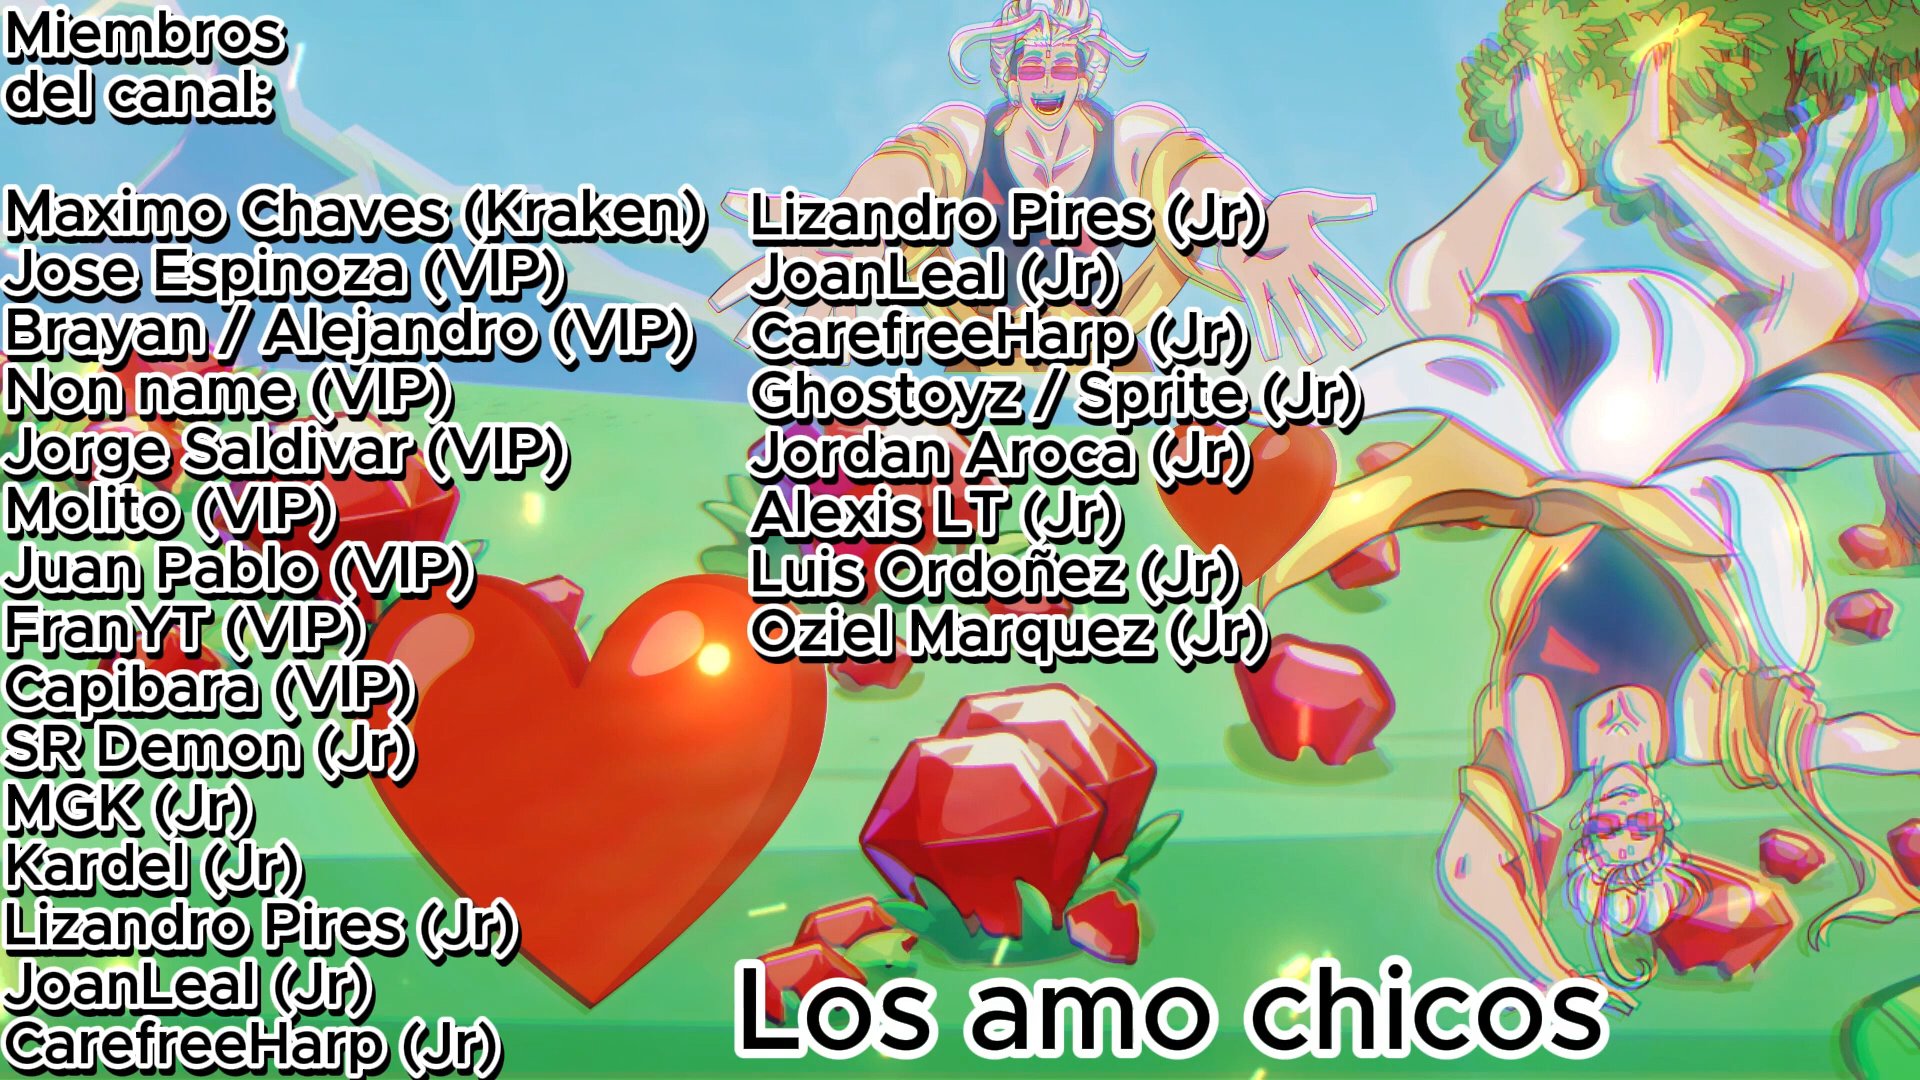 Miembros
del canal:
Maximo Chaves (Kraken)
Jose Espinoza (VIP)
Brayan / Alejandro (VIP)
Non name (VIP)
Jorge Saldivar (VIP)
Molito (VIP)
Juan Pablo (VIP)
FranYT (VIP)
Capibara (VIP)
SR Demon (Jr)
MGK (Jr)
Kardel (Jr)
Lizandro Pires (Jr)
JoanLeal (Jr)
CarefreeHarp (Jr)
Lizandro Pires (Jr)
JoanLeal (Jr)
CarefreeHarp (Jr)
Ghostoyz / Sprite (Jr)
Jordan Aroca (Jr)
Alexis LT (Jr)
Luis Ordoñez (Jr)
Oziel Marquez (Jr)
Los amo chicos